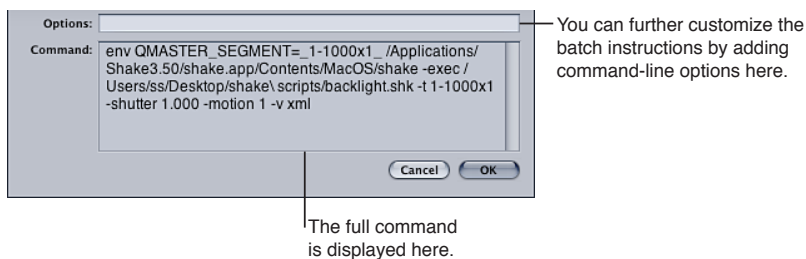 Options:
You can further customize the
batch instructions by adding
command-line options here.
Command:
env QMASTER_SEGMENT=_1-1000x1_ /Applications/
Shake3.50/shake.app/Contents/MacOS/shake -exec /
Users/ss/Desktop/shake\ scripts/backlight.shk -t 1-1000x1
-shutter 1.000 -motion 1 -v xml
Cancel
OK
The full command
is displayed here.